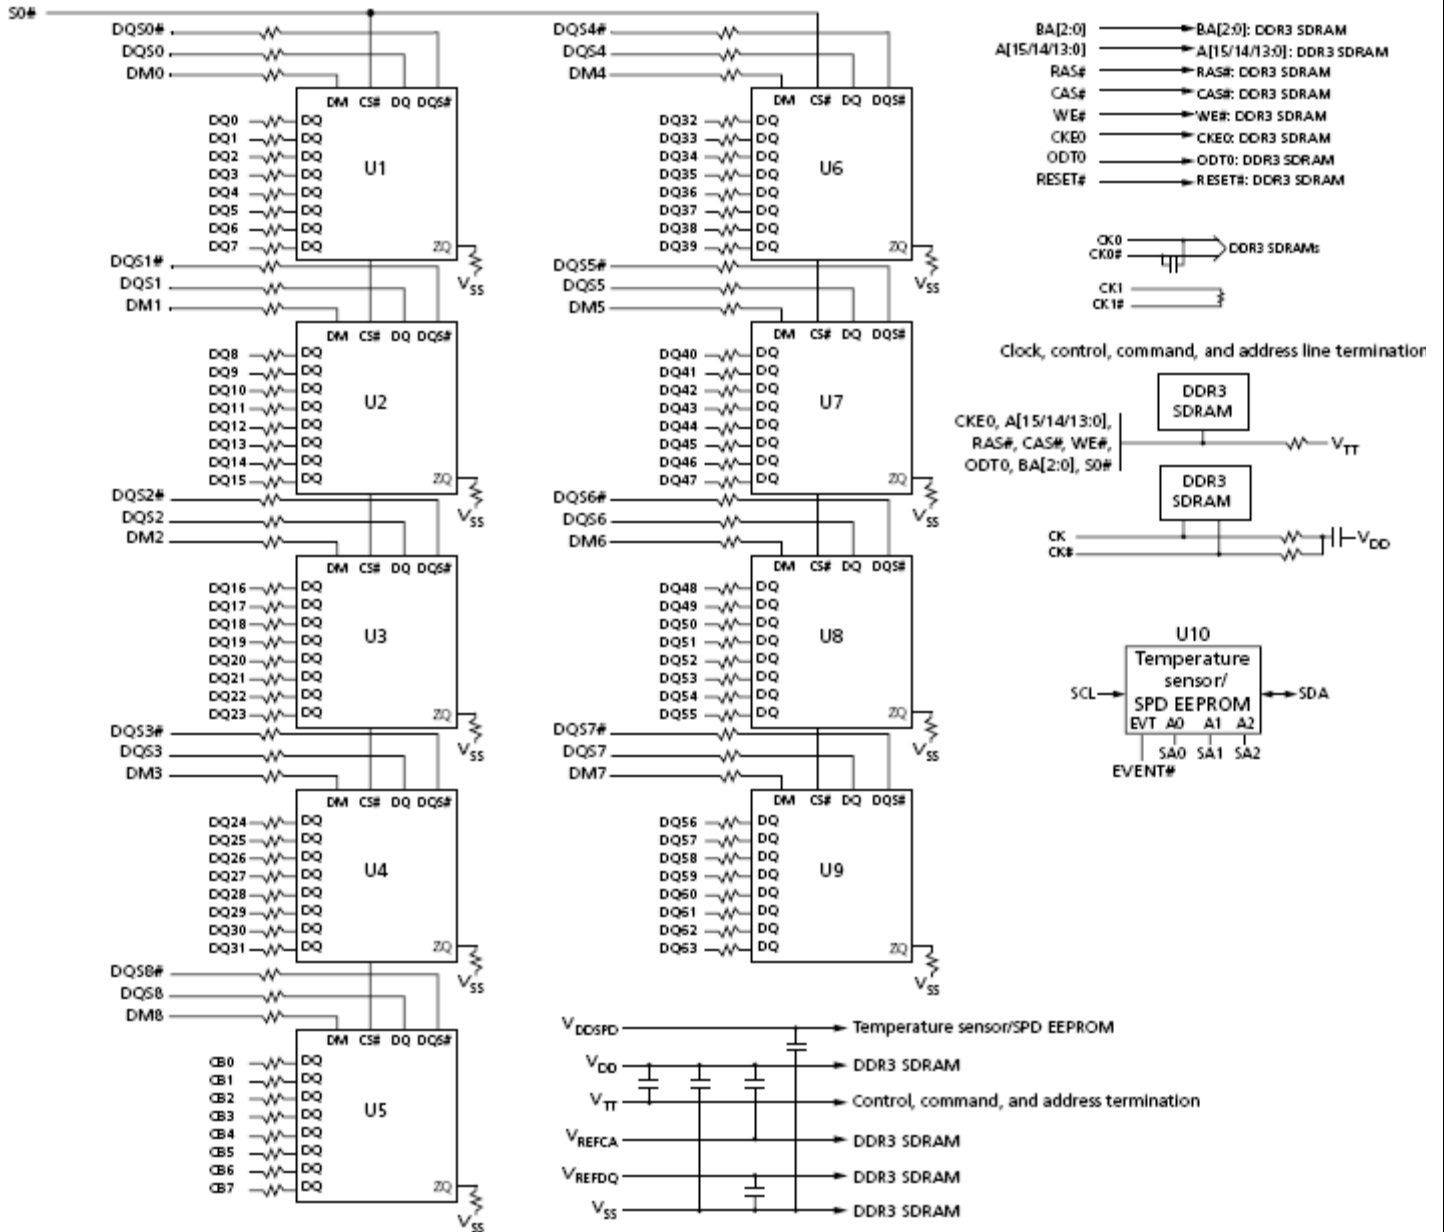 S0#
DQS0#
DQS0
DM0
DM CS# DQ DQS#
DQ0 DQ
DQ1 DQ
DQ2 DQ
DQ3 DQ
DQ4 DQ
DQ5 DQ
DQ6 DQ
DQ7 DQ
U1
ZQ
VSS
DQS1#
DQS1
DM1
DM CS# DQ DQS#
DQ8 DQ
DQ9 DQ
DQ10 DQ
DQ11 DQ
DQ12 DQ
DQ13 DQ
DQ14 DQ
DQ15 DQ
U2
ZQ
VSS
DQS2#
DQS2
DM2
DM CS# DQ DQS#
DQ16 DQ
DQ17 DQ
DQ18 DQ
DQ19 DQ
DQ20 DQ
DQ21 DQ
DQ22 DQ
DQ23 DQ
U3
ZQ
VSS
DQS3#
DQS3
DM3
DM CS# DQ DQS#
DQ24 DQ
DQ25 DQ
DQ26 DQ
DQ27 DQ
DQ28 DQ
DQ29 DQ
DQ30 DQ
DQ31 DQ
U4
ZQ
VSS
DQS8#
DQS8
DM8
DM CS# DQ DQS#
CB0 DQ
CB1 DQ
CB2 DQ
CB3 DQ
CB4 DQ
CB5 DQ
CB6 DQ
CB7 DQ
U5
ZQ
VSS
DQS4#
DQS4
DM4
DM CS# DQ DQS#
DQ32 DQ
DQ33 DQ
DQ34 DQ
DQ35 DQ
DQ36 DQ
DQ37 DQ
DQ38 DQ
DQ39 DQ
U6
ZQ
VSS
DQS5#
DQS5
DM5
DM CS# DQ DQS#
DQ40 DQ
DQ41 DQ
DQ42 DQ
DQ43 DQ
DQ44 DQ
DQ45 DQ
DQ46 DQ
DQ47 DQ
U7
ZQ
VSS
DQS6#
DQS6
DM6
DM CS# DQ DQS#
DQ48 DQ
DQ49 DQ
DQ50 DQ
DQ51 DQ
DQ52 DQ
DQ53 DQ
DQ54 DQ
DQ55 DQ
U8
ZQ
VSS
DQS7#
DQS7
DM7
DM CS# DQ DQS#
DQ56 DQ
DQ57 DQ
DQ58 DQ
DQ59 DQ
DQ60 DQ
DQ61 DQ
DQ62 DQ
DQ63 DQ
U9
ZQ
VSS
BA[2:0] BA[2:0]: DDR3 SDRAM
A[15/14/13:0] A[15/14/13:0]: DDR3 SDRAM
RAS# RAS#: DDR3 SDRAM
CAS# CAS#: DDR3 SDRAM
WE# WE#: DDR3 SDRAM
CKE0 CKE0: DDR3 SDRAM
ODT0 ODT0: DDR3 SDRAM
RESET# RESET#: DDR3 SDRAM
CK0
CK0#
DDR3 SDRAMs
CK1
CK1#
Clock, control, command, and address line termination
DDR3
SDRAM
CKE0, A[15/14/13:0],
RAS#, CAS#, WE#,
ODT0, BA[2:0], S0#
VTT
DDR3
SDRAM
CK
CK#
VDD
U10
Temperature
sensor/
SPD EEPROM
SCL
SDA
EVT A0 A1 A2
SA0 SA1 SA2
EVENT#
VDDSPD Temperature sensor/SPD EEPROM
VDD DDR3 SDRAM
VTT Control, command, and address termination
VREFCA DDR3 SDRAM
VREFDQ DDR3 SDRAM
VSS DDR3 SDRAM